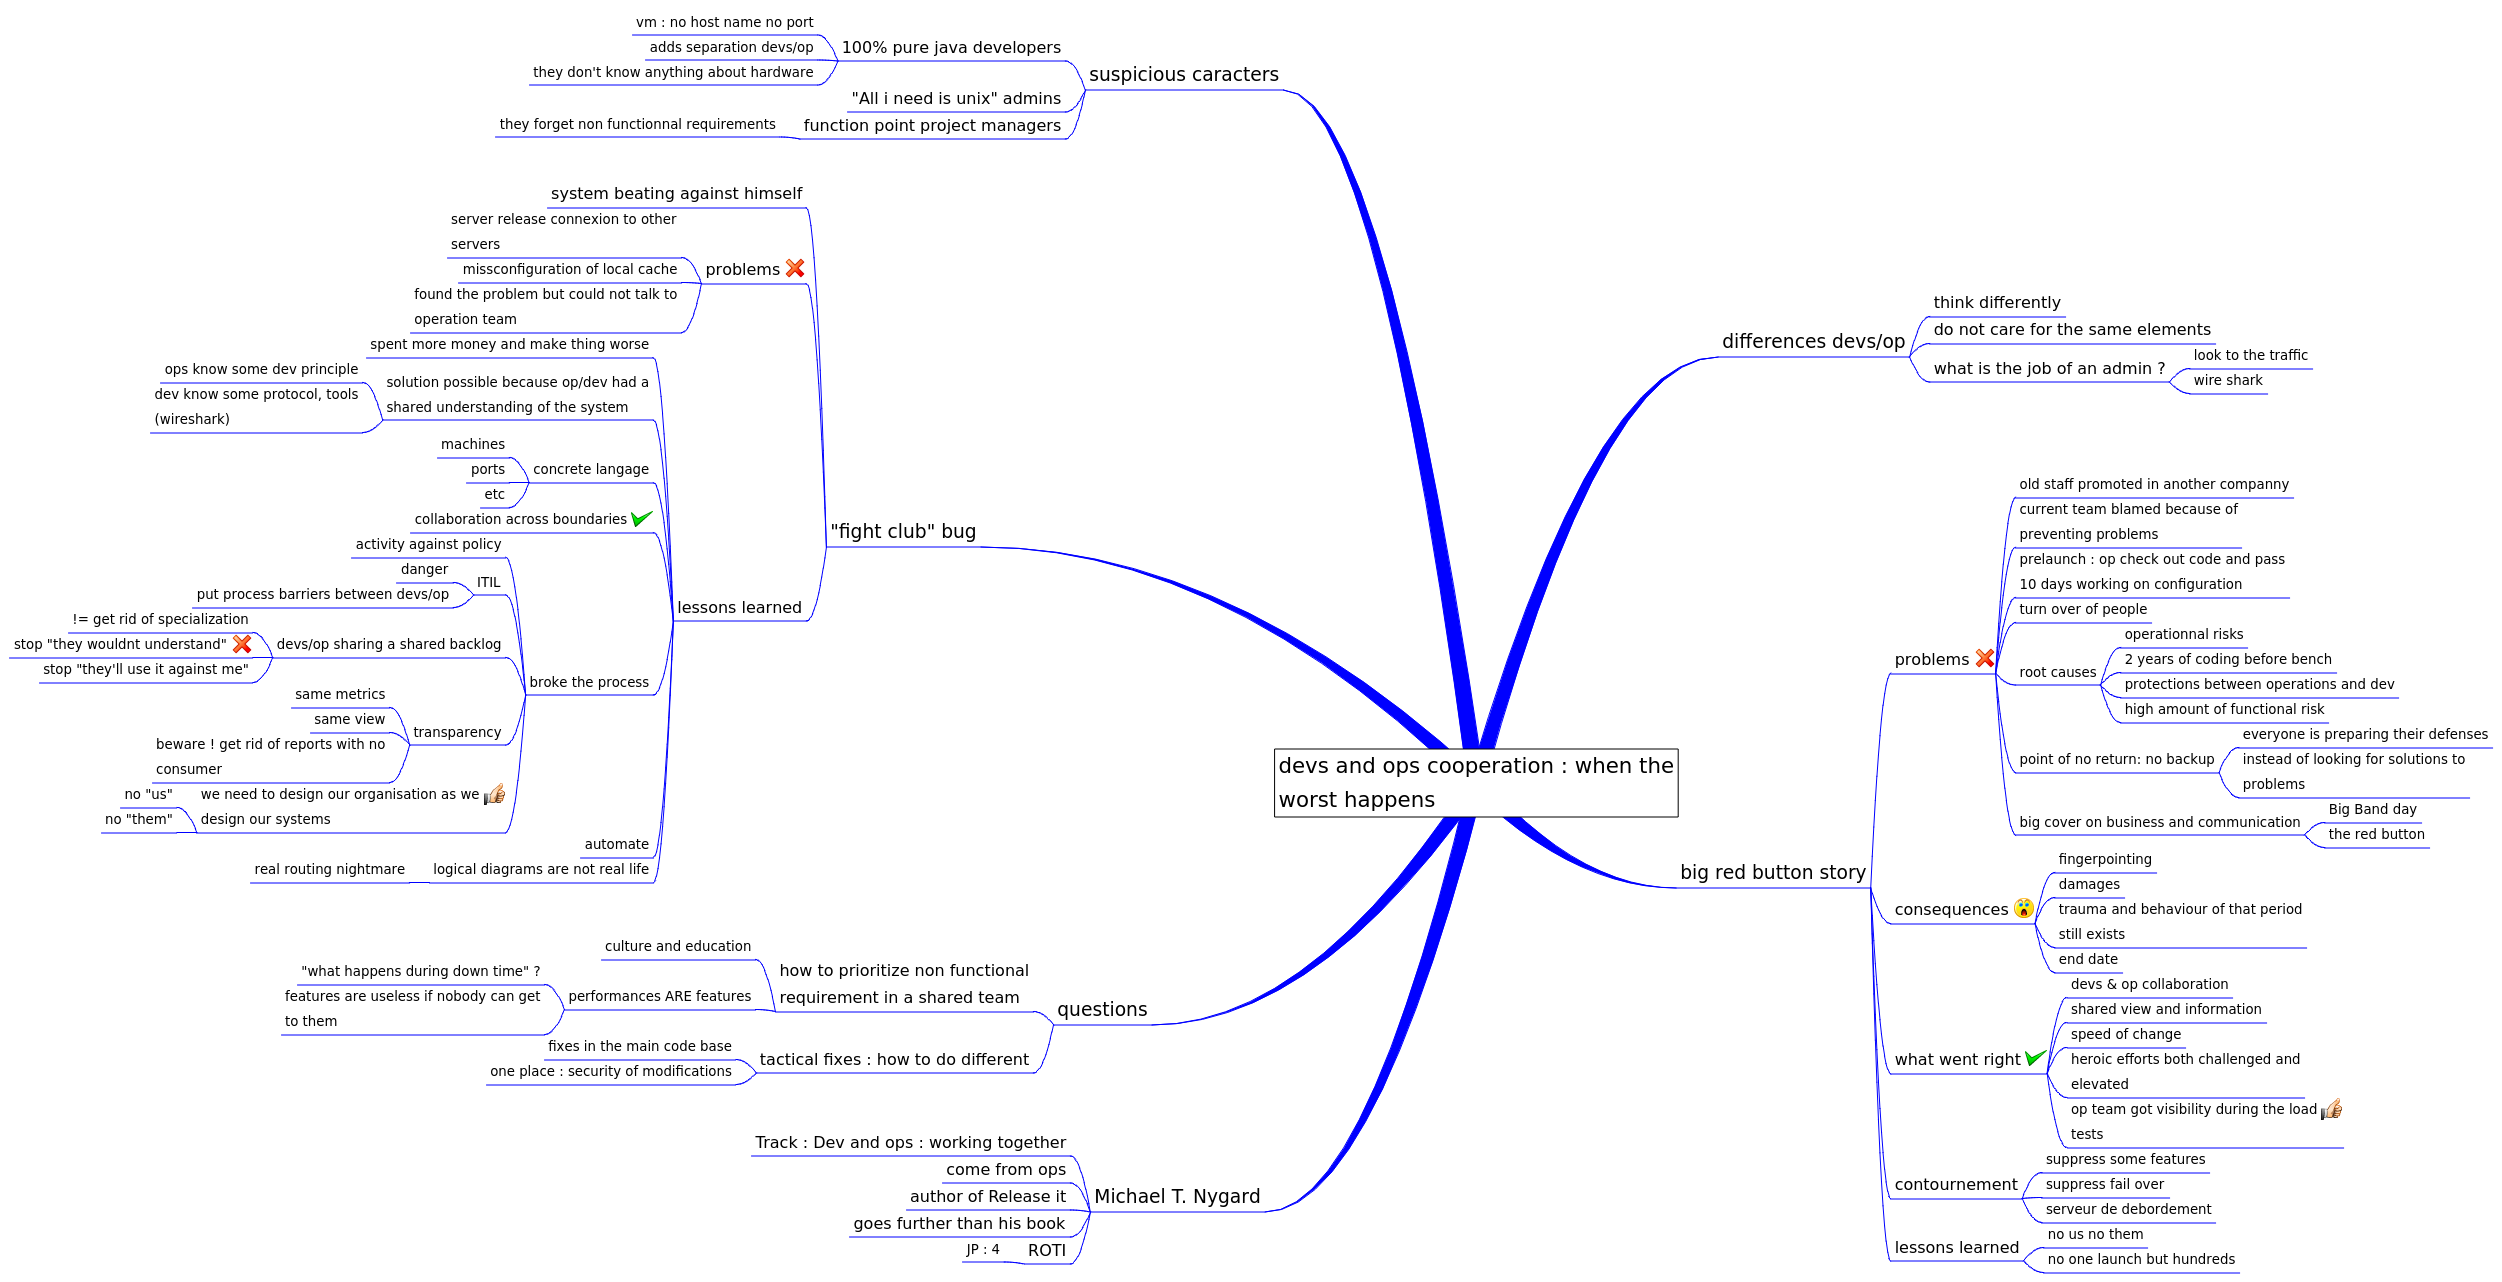 devs and ops cooperation : when the
worst happens
suspicious caracters
100% pure java developers
vm : no host name no port
adds separation devs/op
they don't know anything about hardware
"All i need is unix" admins
function point project managers
they forget non functionnal requirements
"fight club" bug
system beating against himself
problems
server release connexion to other
servers
missconfiguration of local cache
found the problem but could not talk to
operation team
lessons learned
spent more money and make thing worse
solution possible because op/dev had a
shared understanding of the system
ops know some dev principle
dev know some protocol, tools
(wireshark)
concrete langage
machines
ports
etc
collaboration across boundaries
broke the process
activity against policy
ITIL
danger
put process barriers between devs/op
devs/op sharing a shared backlog
!= get rid of specialization
stop "they wouldnt understand"
stop "they'll use it against me"
transparency
same metrics
same view
beware ! get rid of reports with no
consumer
we need to design our organisation as we
design our systems
no "us"
no "them"
automate
logical diagrams are not real life
real routing nightmare
questions
how to prioritize non functional
requirement in a shared team
culture and education
performances ARE features
"what happens during down time" ?
features are useless if nobody can get
to them
tactical fixes : how to do different
fixes in the main code base
one place : security of modifications
Michael T. Nygard
Track : Dev and ops : working together
come from ops
author of Release it
goes further than his book
ROTI
JP : 4
differences devs/op
think differently
do not care for the same elements
what is the job of an admin ?
look to the traffic
wire shark
big red button story
problems
old staff promoted in another companny
current team blamed because of
preventing problems
prelaunch : op check out code and pass
10 days working on configuration
turn over of people
root causes
operationnal risks
2 years of coding before bench
protections between operations and dev
high amount of functional risk
point of no return: no backup
everyone is preparing their defenses
instead of looking for solutions to
problems
big cover on business and communication
Big Band day
the red button
consequences
fingerpointing
damages
trauma and behaviour of that period
still exists
end date
what went right
devs & op collaboration
shared view and information
speed of change
heroic efforts both challenged and
elevated
op team got visibility during the load
tests
contournement
suppress some features
suppress fail over
serveur de debordement
lessons learned
no us no them
no one launch but hundreds